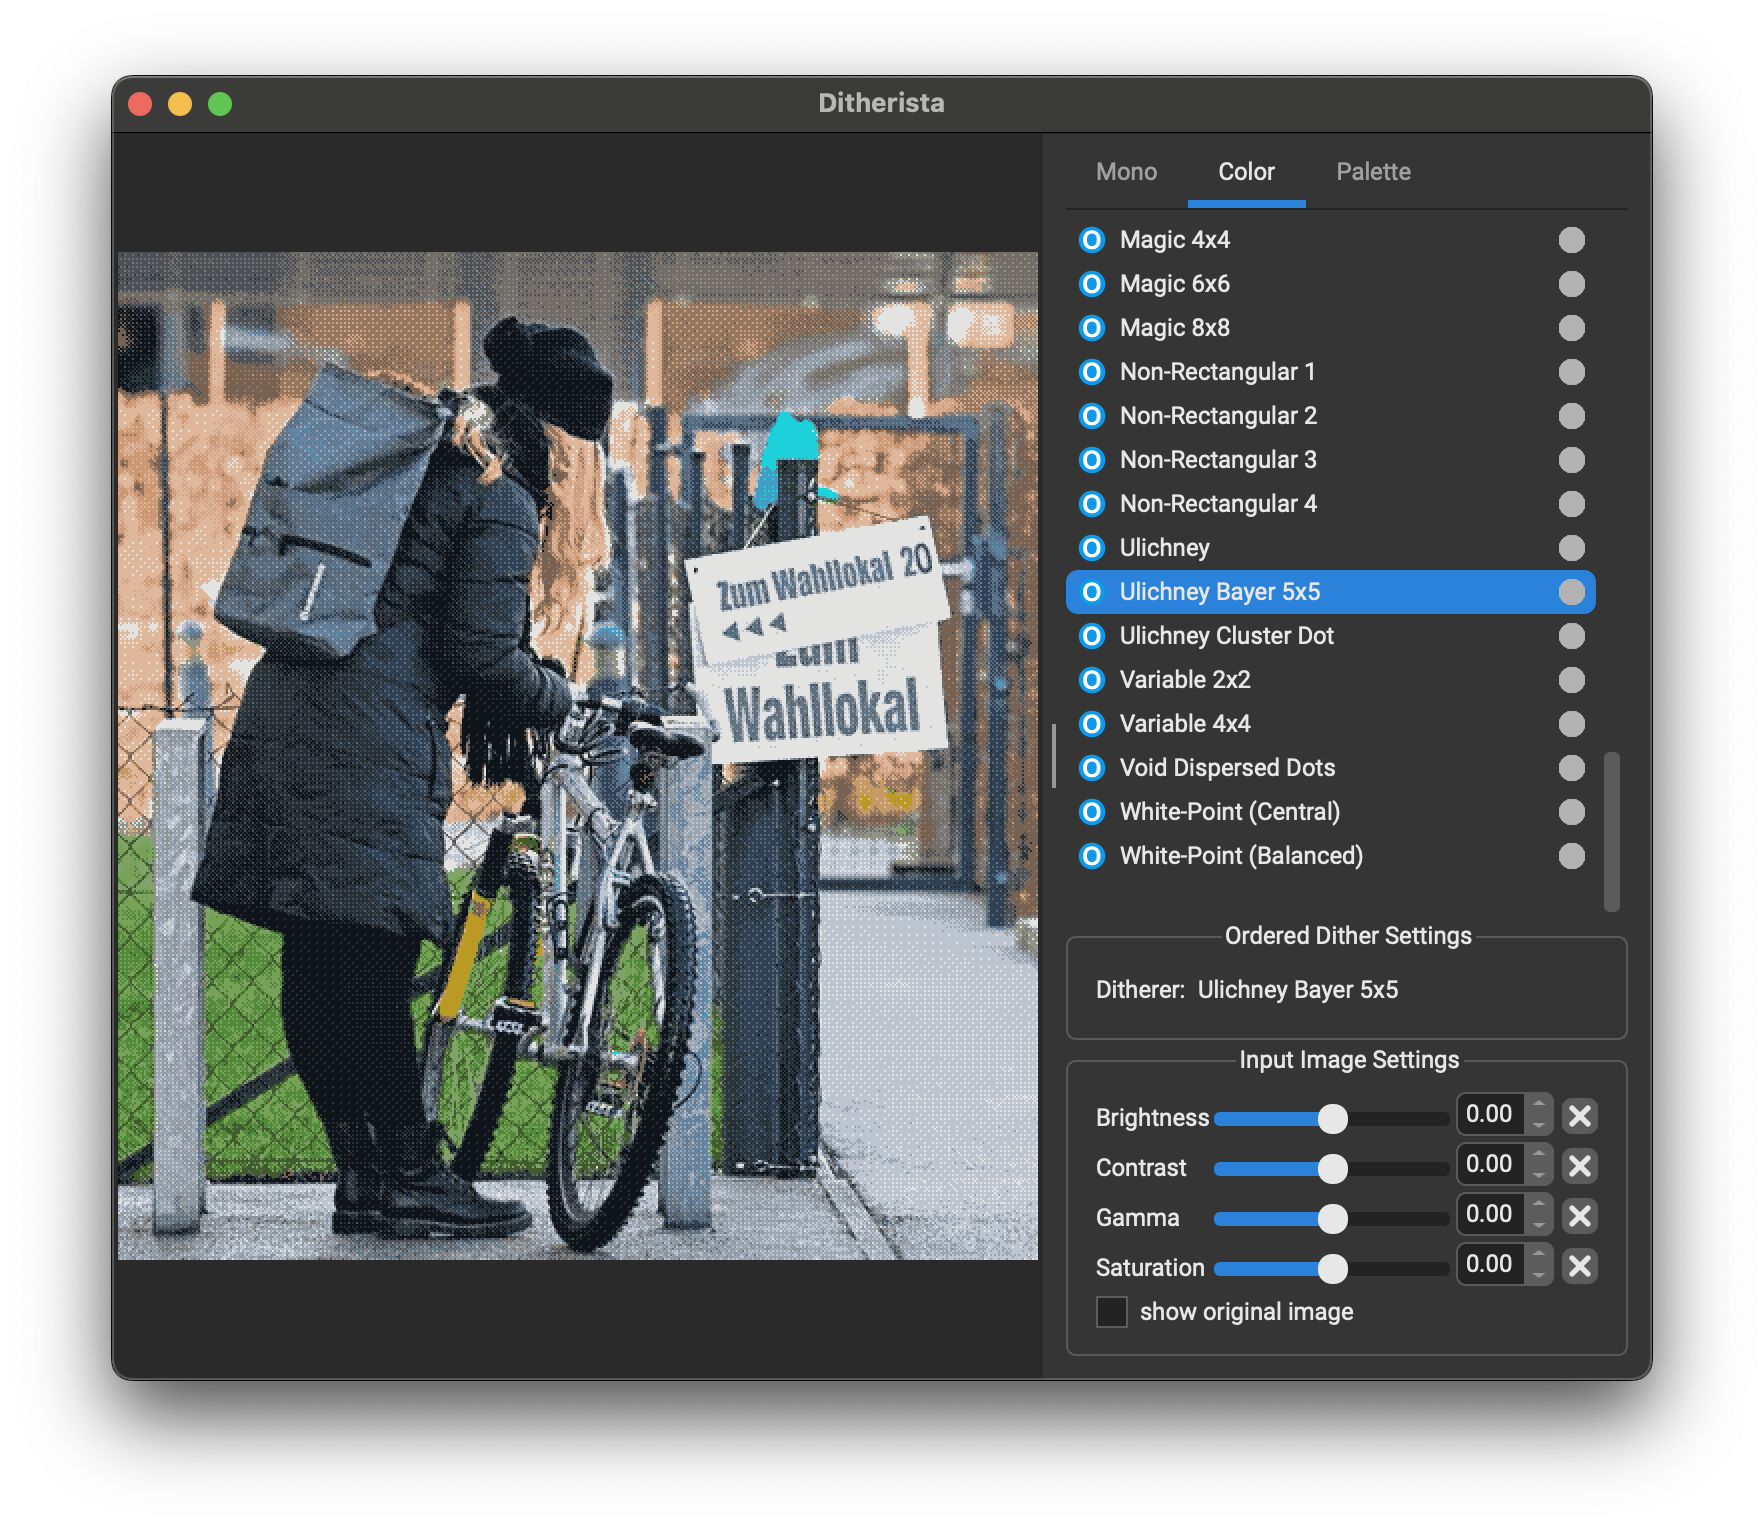 Ditherista
Mono Color Palette
Magic 4x4
Magic 6x6
Magic 8x8
Non-Rectangular 1
Non-Rectangular 2
Non-Rectangular 3
Non-Rectangular 4
Ulichney
Ulichney Bayer 5x5
Ulichney Cluster Dot
Variable 2x2
Variable 4x4
Void Dispersed Dots
White-Point (Central)
White-Point (Balanced)
Ordered Dither Settings
Ditherer: Ulichney Bayer 5x5
Input Image Settings
Brightness 0.00
Contrast 0.00
Gamma 0.00
Saturation 0.00
show original image
Zum Wahllokal 20
Zum
Wahllokal